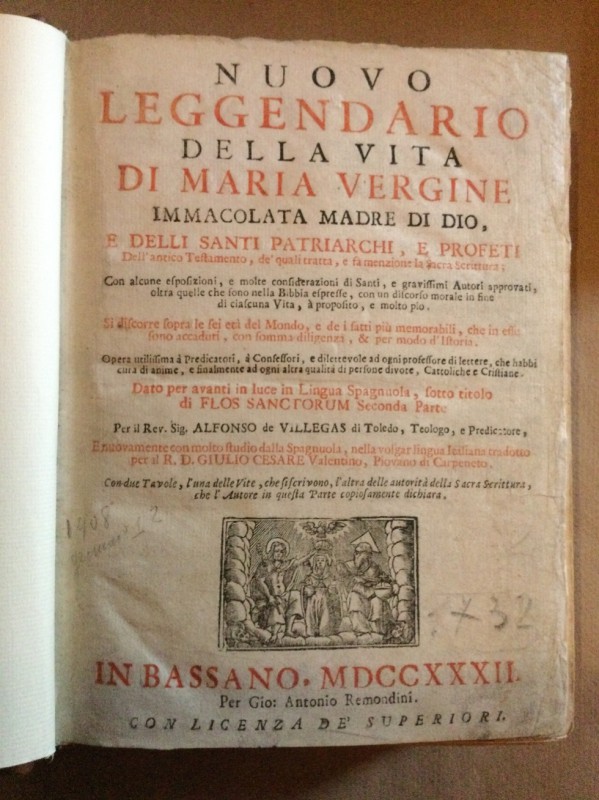 NUOVO
LEGGENDARIO
DELLA VITA
DI MARIA VERGINE
IMMACOLATA MADRE DI DIO,
E DELLI SANTI PATRIARCHI, E PROFETI
Dell'antico Testamento, de' quali tratta, e fa menzione la Sacra Scrittura;
Con alcune esposizioni, e molte considerazioni di Santi, e gravissimi Autori approvati,
oltra quelle che sono nella Bibbia espresse, con un discorso morale in fine
di ciascuna Vita, à proposito, e molto pio.
Si discorre sopra le sei età del Mondo, e de i fatti più memorabili, che in esse
sono accaduti, con somma diligenza, & per modo d'Istoria.
Opera utilissima à Predicatori, à Confessori, e dilettevole ad ogni professore di lettere, che habbi
cura di anime, e finalmente ad ogni altra qualità di persone divote, Cattoliche e Cristiane.
Dato per avanti in luce in Lingua Spagnuola, sotto titolo
di FLOS SANCTORUM Seconda Parte
Per il Rev. Sig. ALFONSO de VILLEGAS di Toledo, Teologo, e Predicatore,
E nuovamente con molto studio dalla Spagnuola, nella volgar lingua Italiana tradotto
per il R. D. GIULIO CESARE Valentino, Piovano di Carpeneto.
Con due Tavole, l'una delle Vite, che si scrivono, l'altra delle autorità della Sacra Scrittura,
che l'Autore in questa Parte copiosamente dichiara.
1908
2
732
IN BASSANO. MDCCXXXII.
Per Gio: Antonio Remondini.
CON LICENZA DE' SUPERIORI.